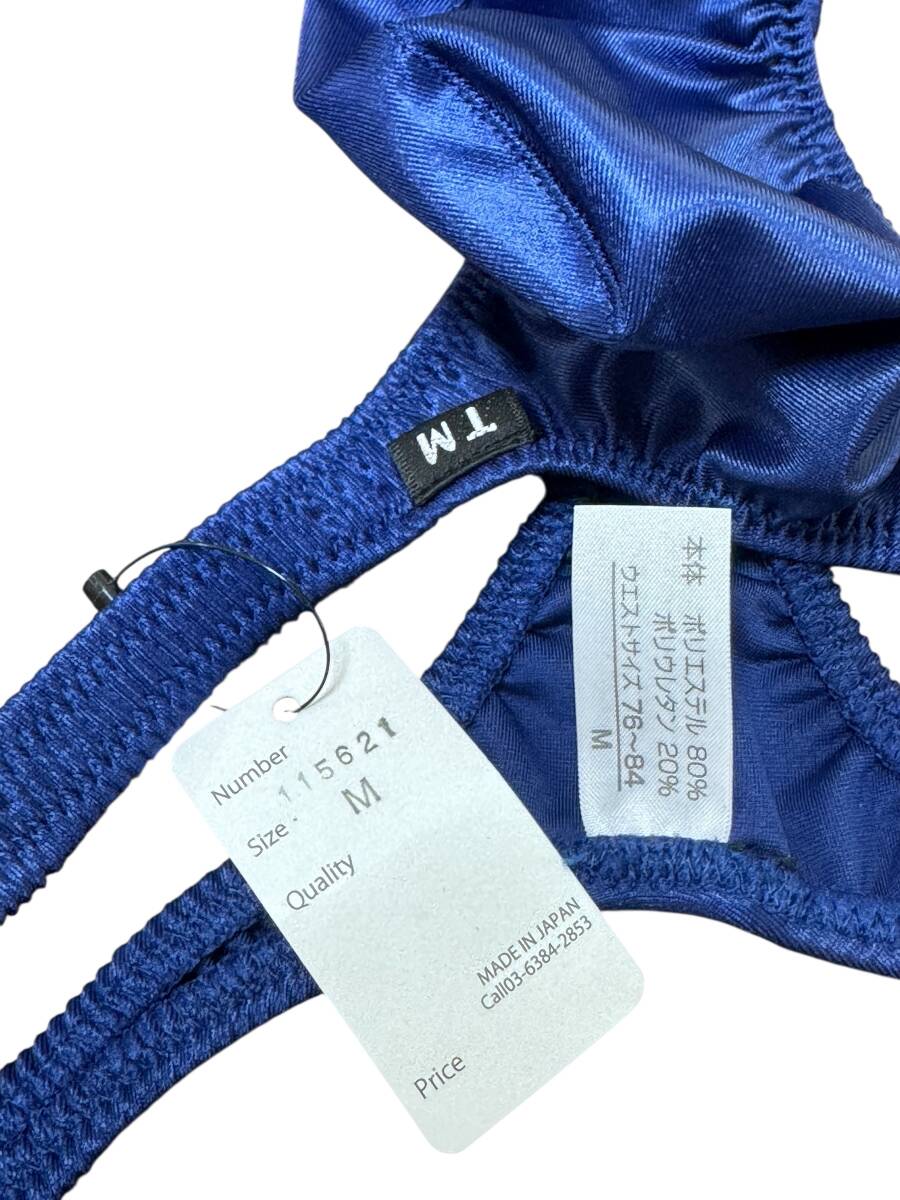 TM
本体 ポリエステル 80%
ポリウレタン 20%
ウエストサイズ 76~84
M
Number 115621
Size · M
Quality
MADE IN JAPAN
Call03-6384-2853
Price